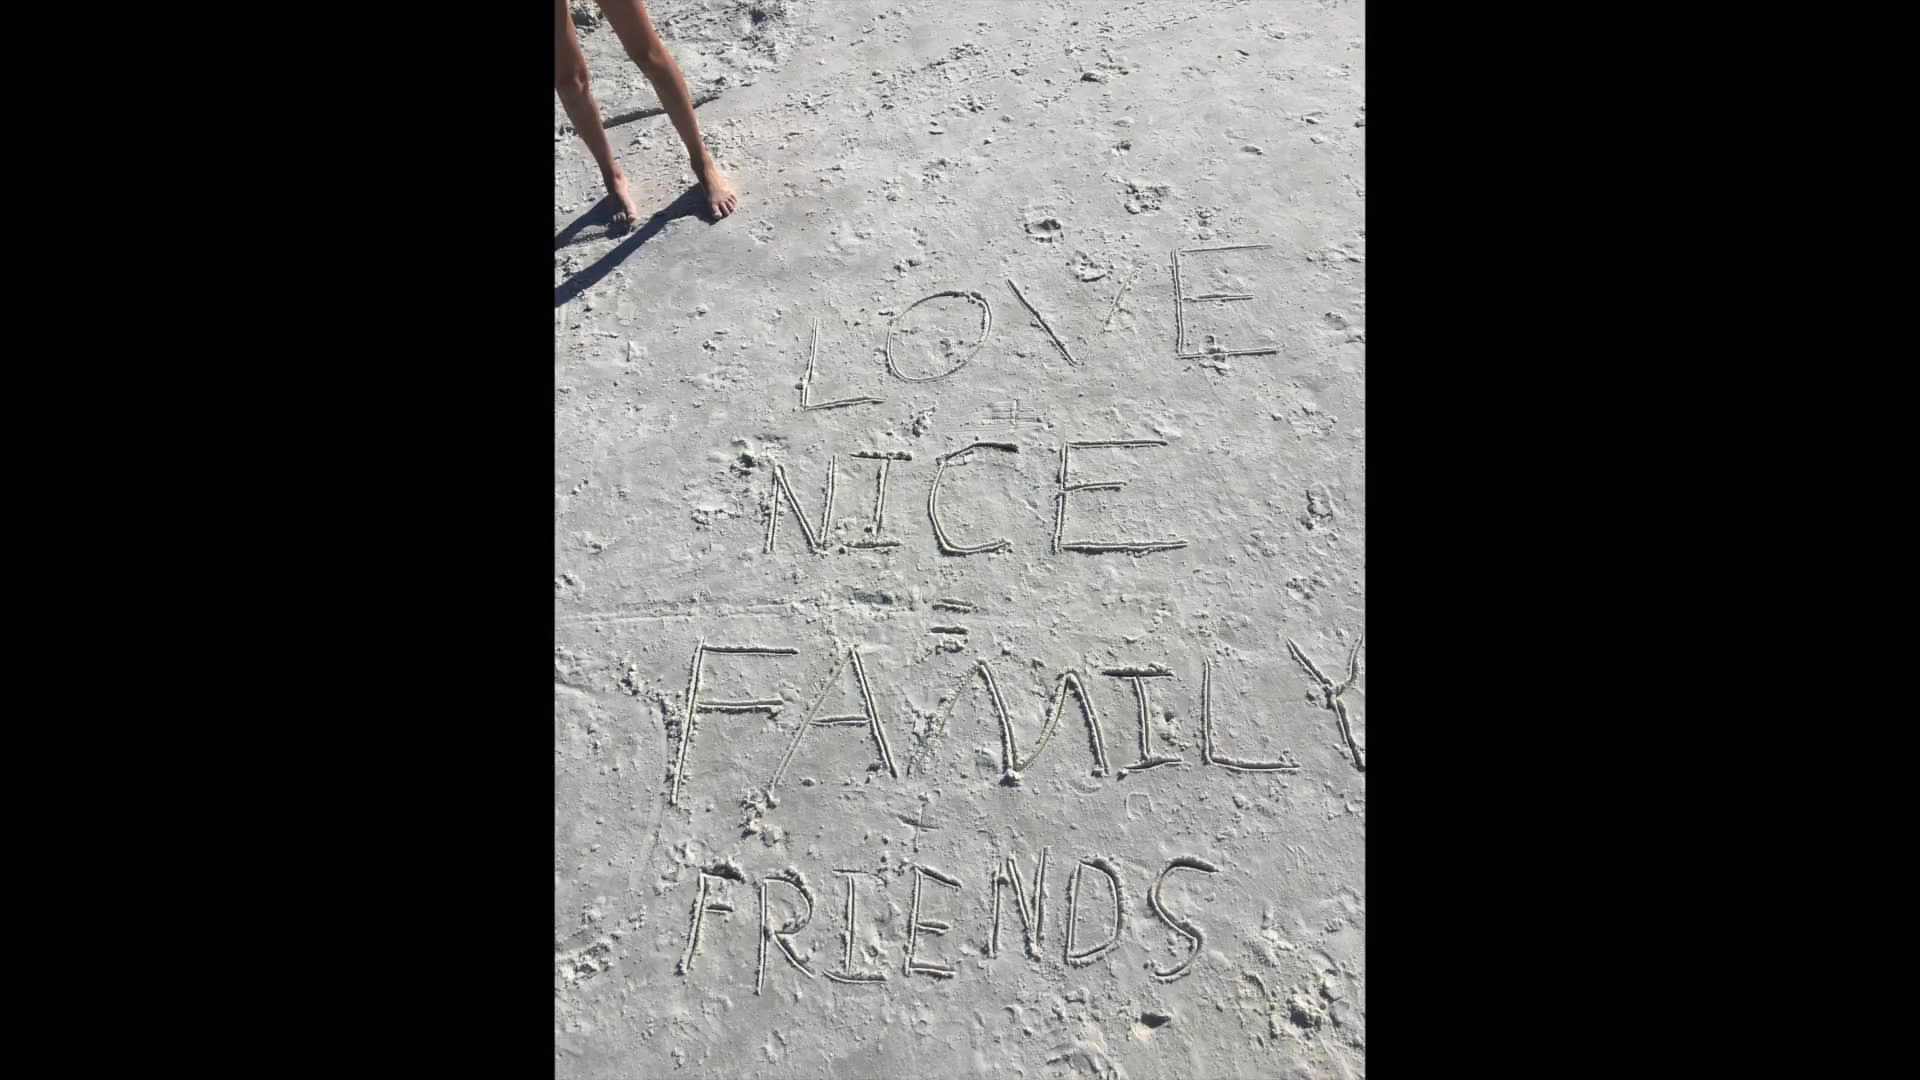 LOVE
+
NICE
=
FAMILY
+
FRIENDS